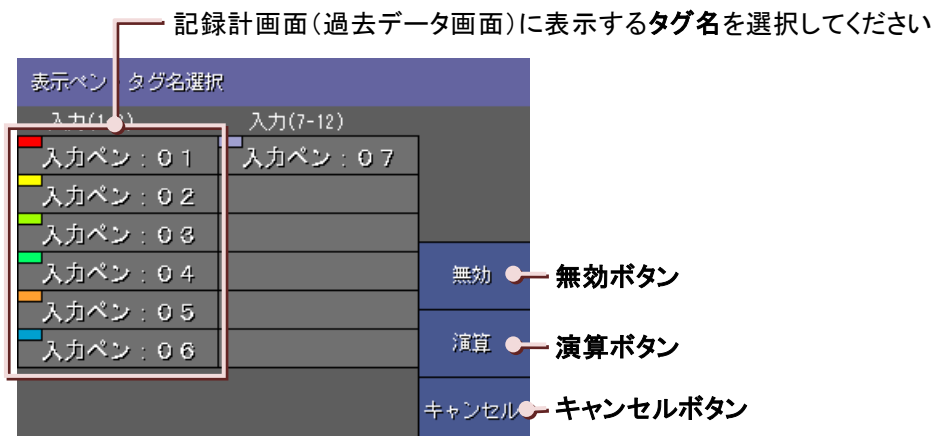 記録計画面(過去データ画面)に表示するタグ名を選択してください
表示ペン・タグ名選択
入力(1-6) 入力(7-12)
入力ペン:01 入力ペン:07
入力ペン:02
入力ペン:03
入力ペン:04
入力ペン:05
入力ペン:06
無効 無効ボタン
演算 演算ボタン
キャンセル キャンセルボタン